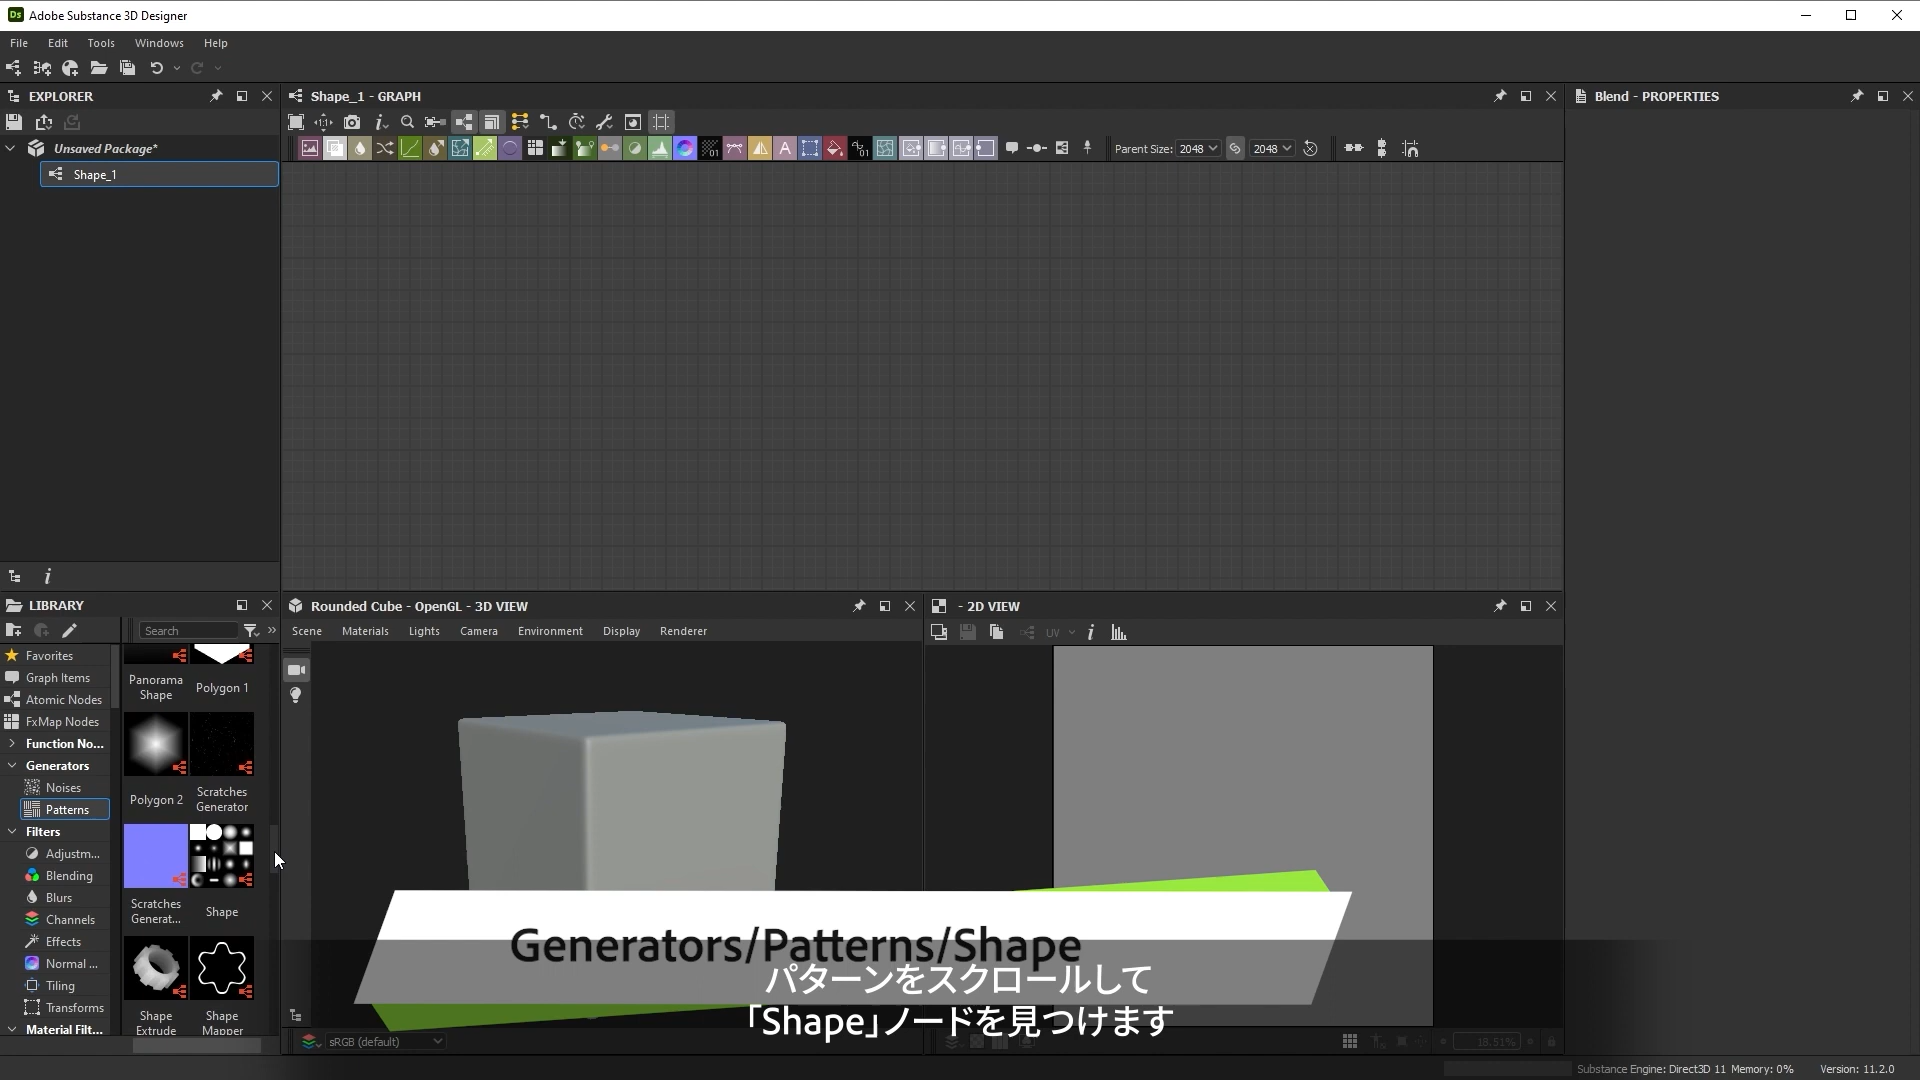 Adobe Substance 3D Designer
File Edit Tools Windows Help
EXPLORER
Unsaved Package*
Shape_1
Shape_1 - GRAPH
Parent Size: 2048 2048
Blend - PROPERTIES
LIBRARY
Search
Favorites
Graph Items
Atomic Nodes
FxMap Nodes
Function No...
Generators
Noises
Patterns
Filters
Adjustm...
Blending
Blurs
Channels
Effects
Normal ...
Tiling
Transforms
Material Filt...
Panorama
Shape
Polygon 1
Polygon 2
Scratches
Generator
Scratches
Generat...
Shape
Shape
Extrude
Shape
Mapper
Rounded Cube - OpenGL - 3D VIEW
Scene Materials Lights Camera Environment Display Renderer
sRGB (default)
- 2D VIEW
UV
18.51%
Generators/Patterns/Shape
パターンをスクロールして
「Shape」ノードを見つけます
Substance Engine: Direct3D 11 Memory: 0% Version: 11.2.0